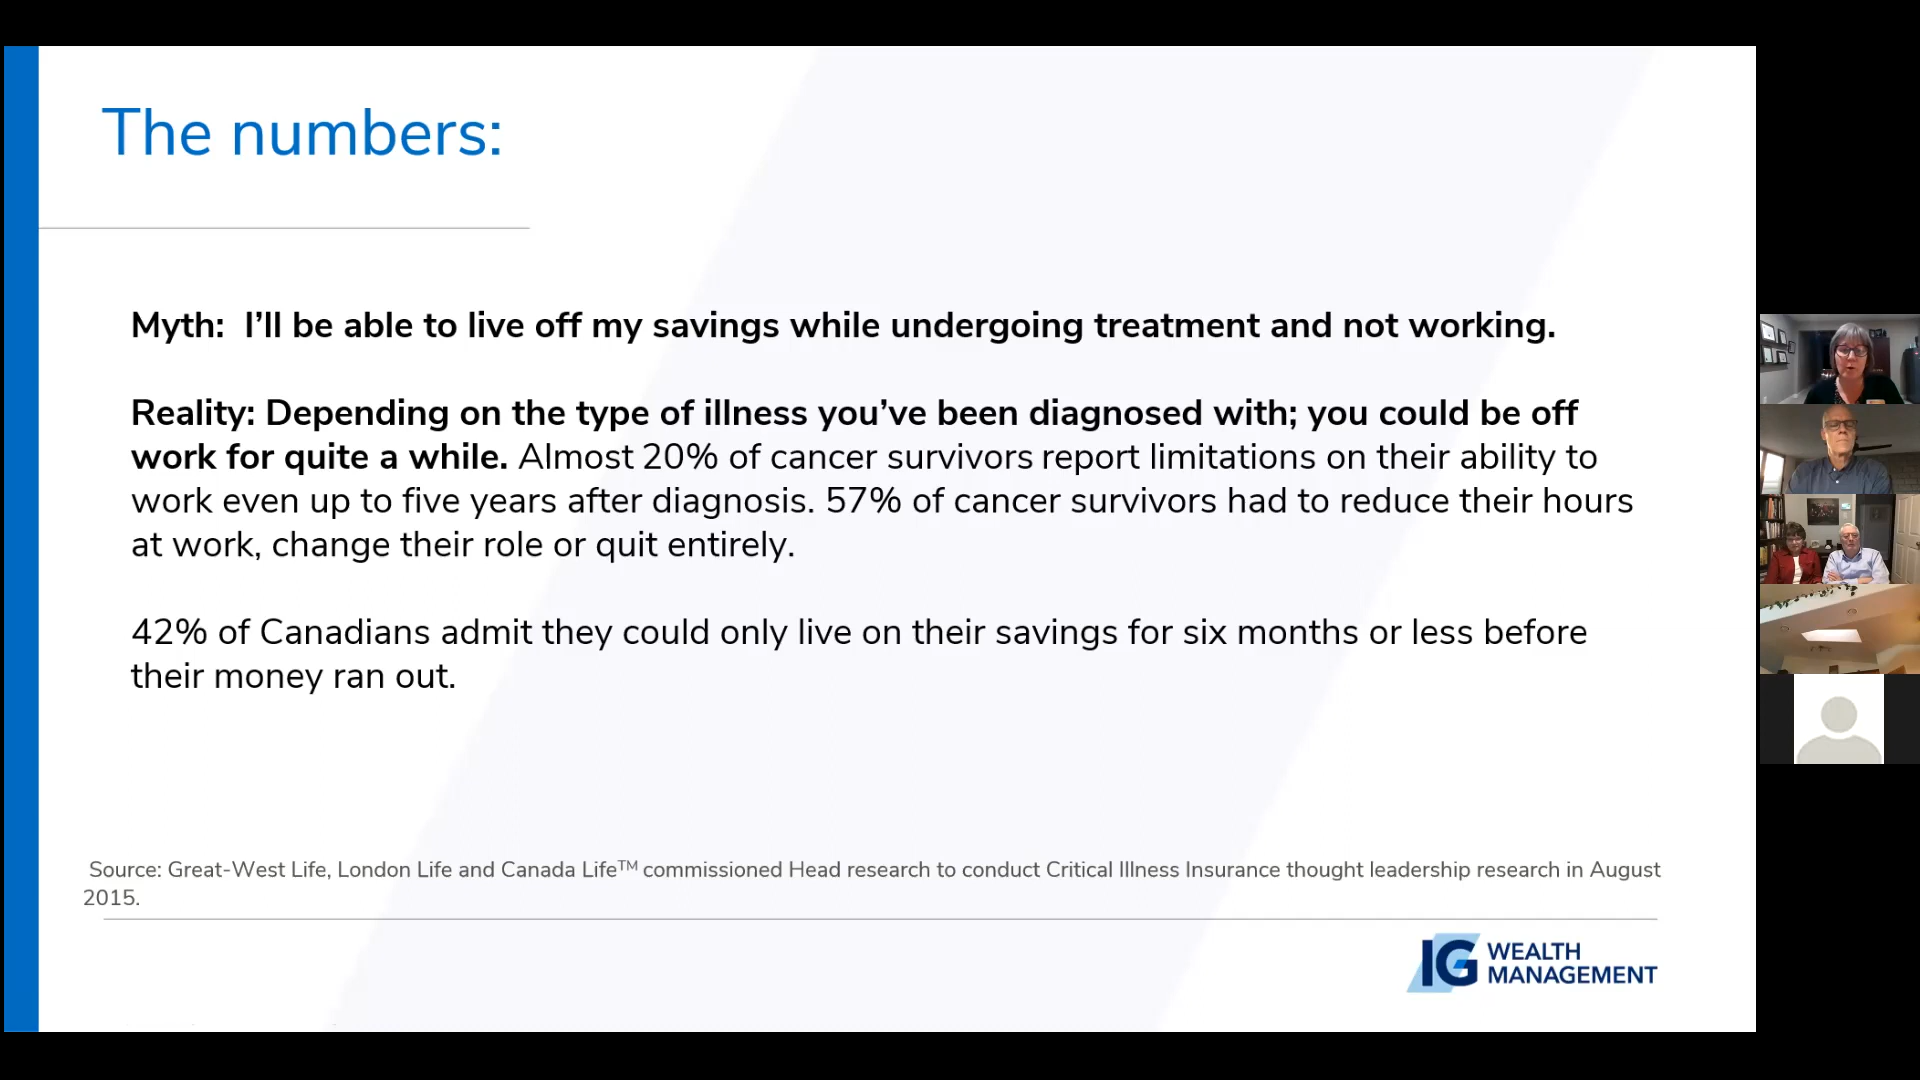 The numbers:
Myth:  I’ll be able to live off my savings while undergoing treatment and not working.
Reality: Depending on the type of illness you’ve been diagnosed with; you could be off
work for quite a while. Almost 20% of cancer survivors report limitations on their ability to
work even up to five years after diagnosis. 57% of cancer survivors had to reduce their hours
at work, change their role or quit entirely.
42% of Canadians admit they could only live on their savings for six months or less before
their money ran out.
Source: Great-West Life, London Life and Canada Life™ commissioned Head research to conduct Critical Illness Insurance thought leadership research in August
2015.
IG WEALTH
MANAGEMENT